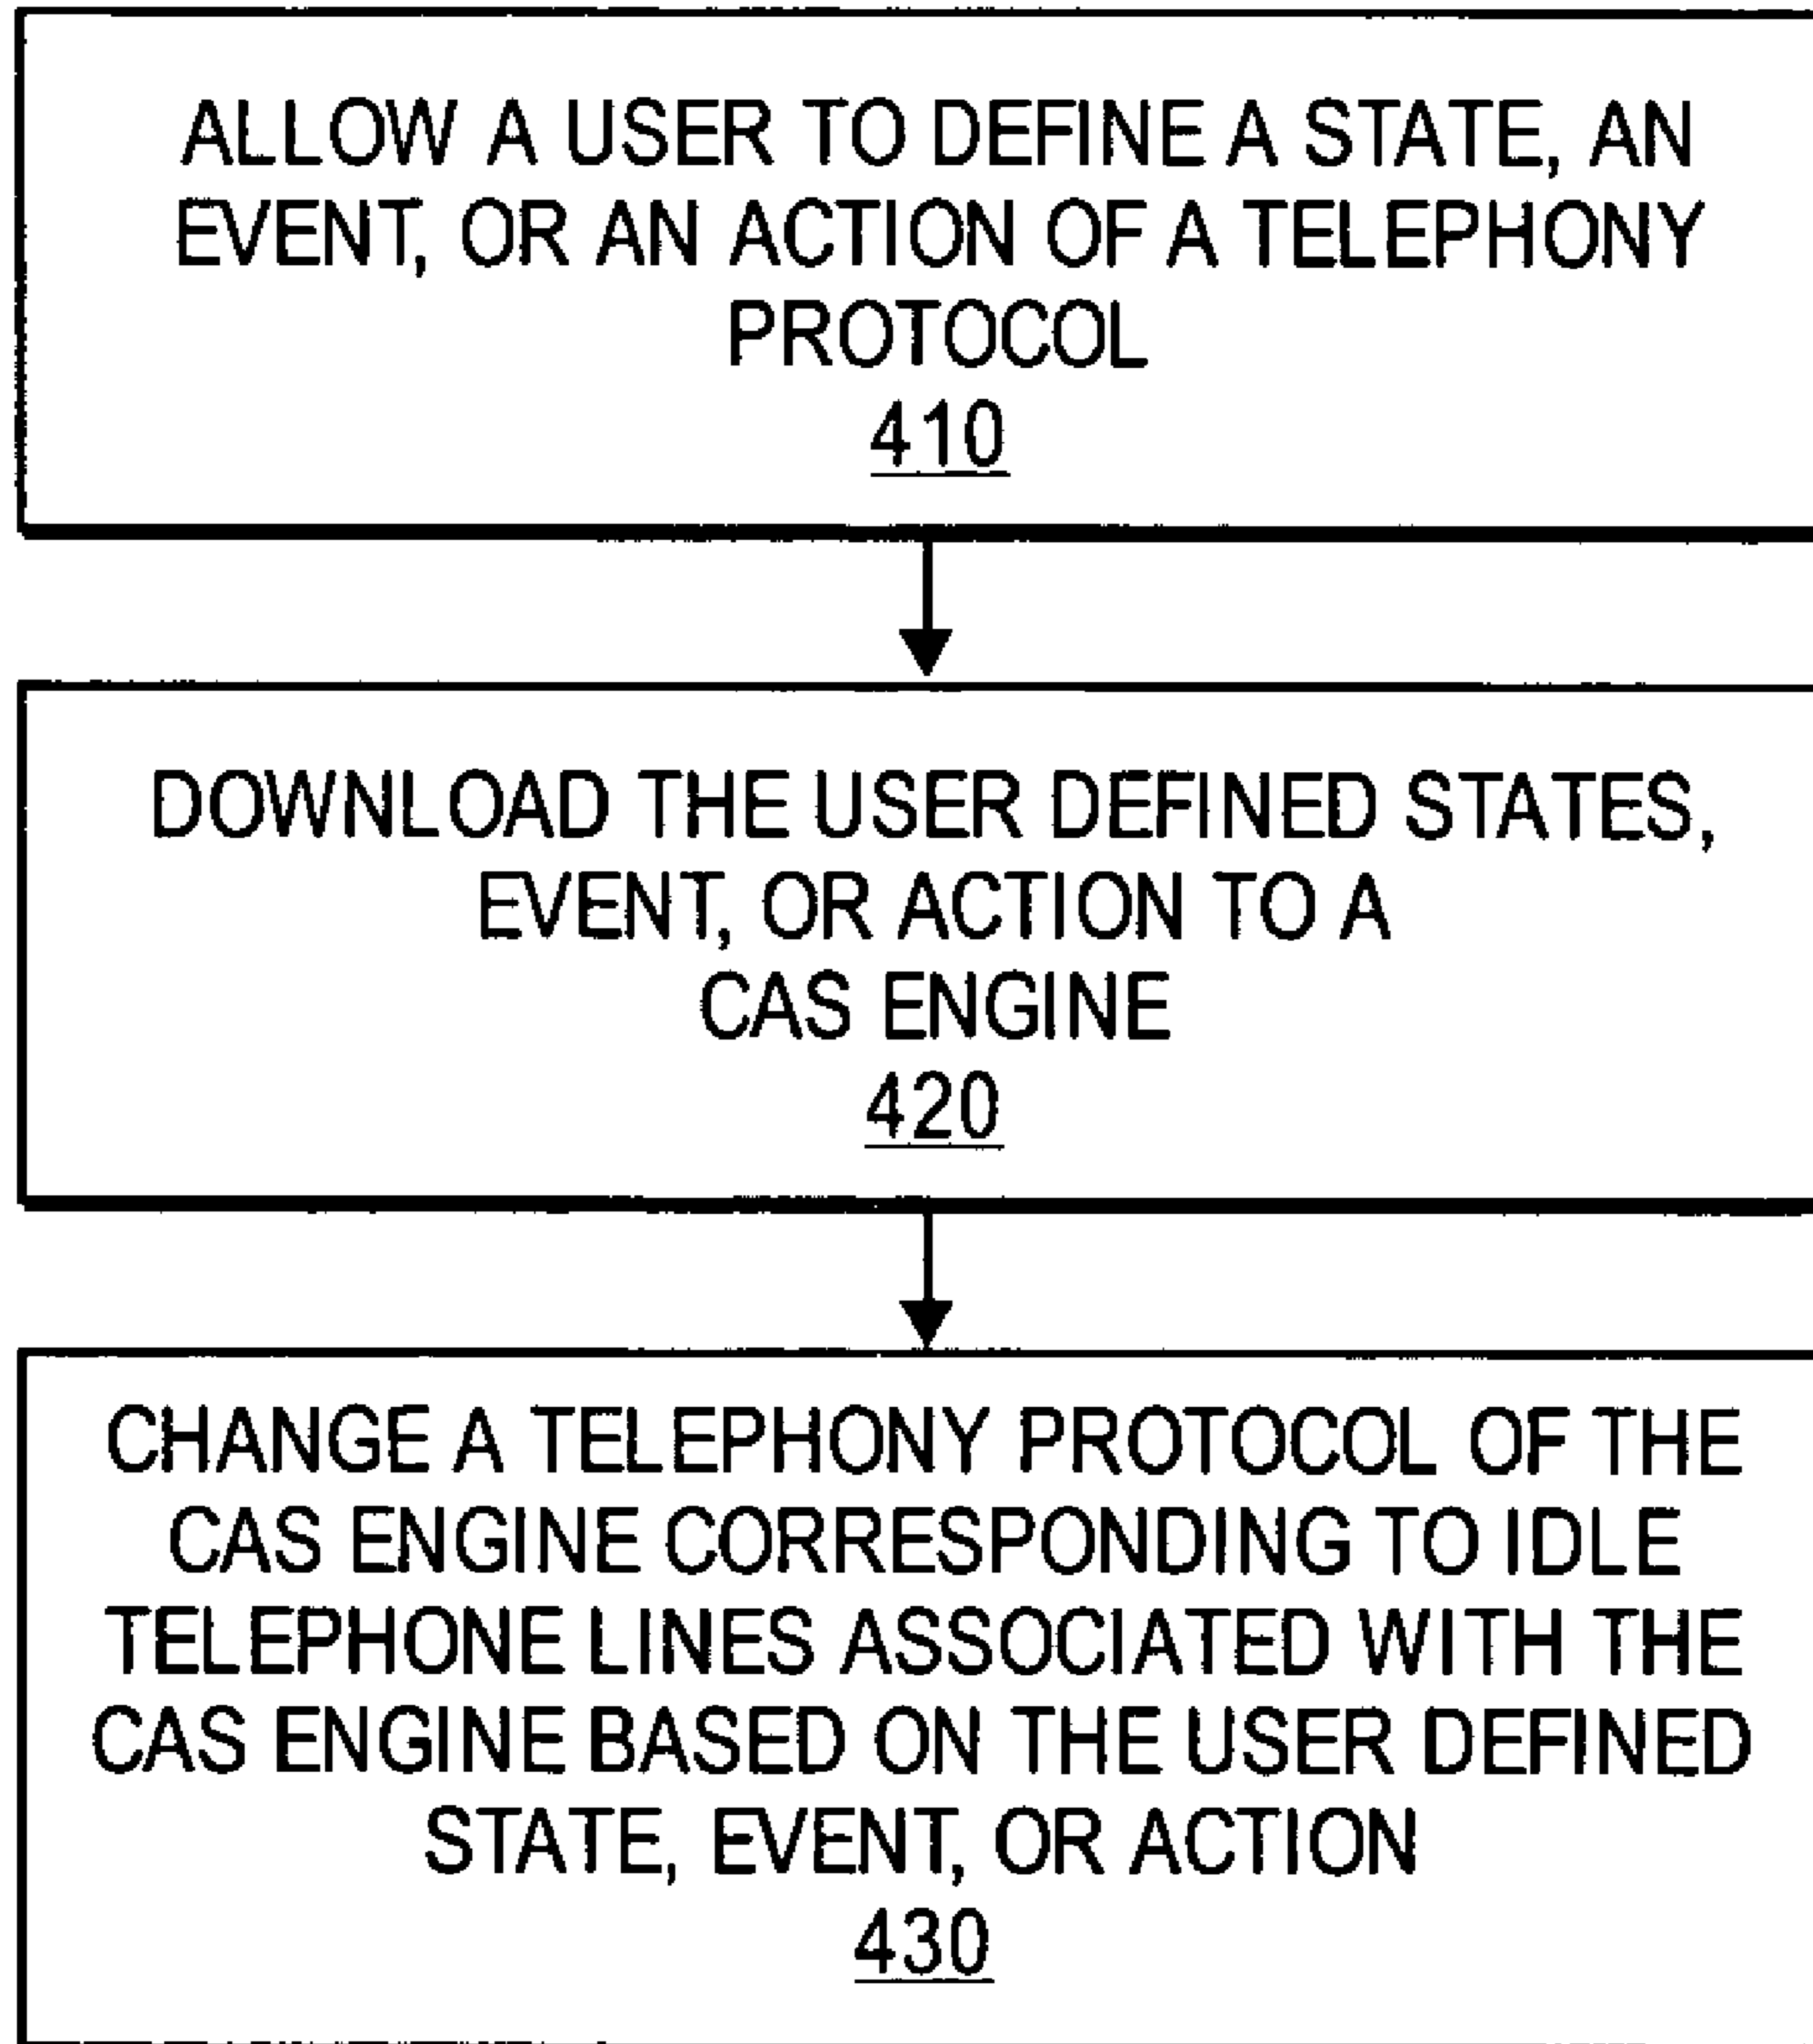 ALLOW A USER TO DEFINE A STATE, AN
EVENT, OR AN ACTION OF A TELEPHONY
PROTOCOL
410
DOWNLOAD THE USER DEFINED STATES,
EVENT, OR ACTION TO A
CAS ENGINE
420
CHANGE A TELEPHONY PROTOCOL OF THE
CAS ENGINE CORRESPONDING TO IDLE
TELEPHONE LINES ASSOCIATED WITH THE
CAS ENGINE BASED ON THE USER DEFINED
STATE, EVENT, OR ACTION
430